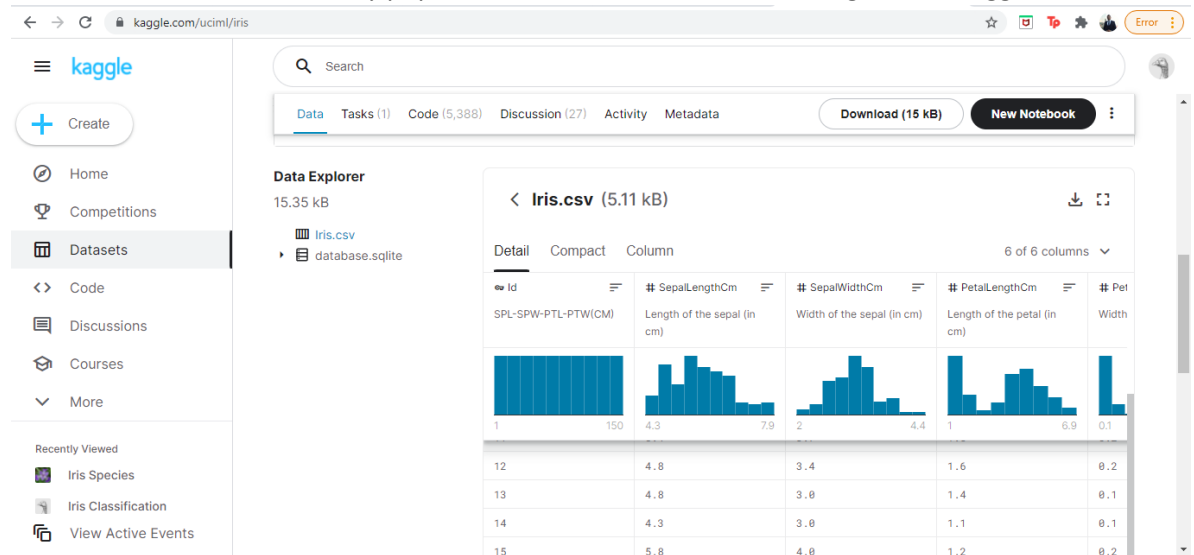 kaggle.com/uciml/iris
Tp
Error
kaggle
Search
Create
Data Tasks (1) Code (5,388) Discussion (27) Activity Metadata Download (15 kB) New Notebook
Home
Competitions
Datasets
Code
Discussions
Courses
More
Recently Viewed
Iris Species
Iris Classification
View Active Events
Data Explorer
15.35 kB
Iris.csv
database.sqlite
Iris.csv (5.11 kB)
Detail Compact Column 6 of 6 columns
Id # SepalLengthCm # SepalWidthCm # PetalLengthCm # Pet
SPL-SPW-PTL-PTW(CM) Length of the sepal (in Width of the sepal (in cm) Length of the petal (in Width
cm) cm)
1 150 4.3 7.9 2 4.4 1 6.9 0.1
12 4.8 3.4 1.6 0.2
13 4.8 3.0 1.4 0.1
14 4.3 3.0 1.1 0.1
15 5.8 4.0 1.2 0.2